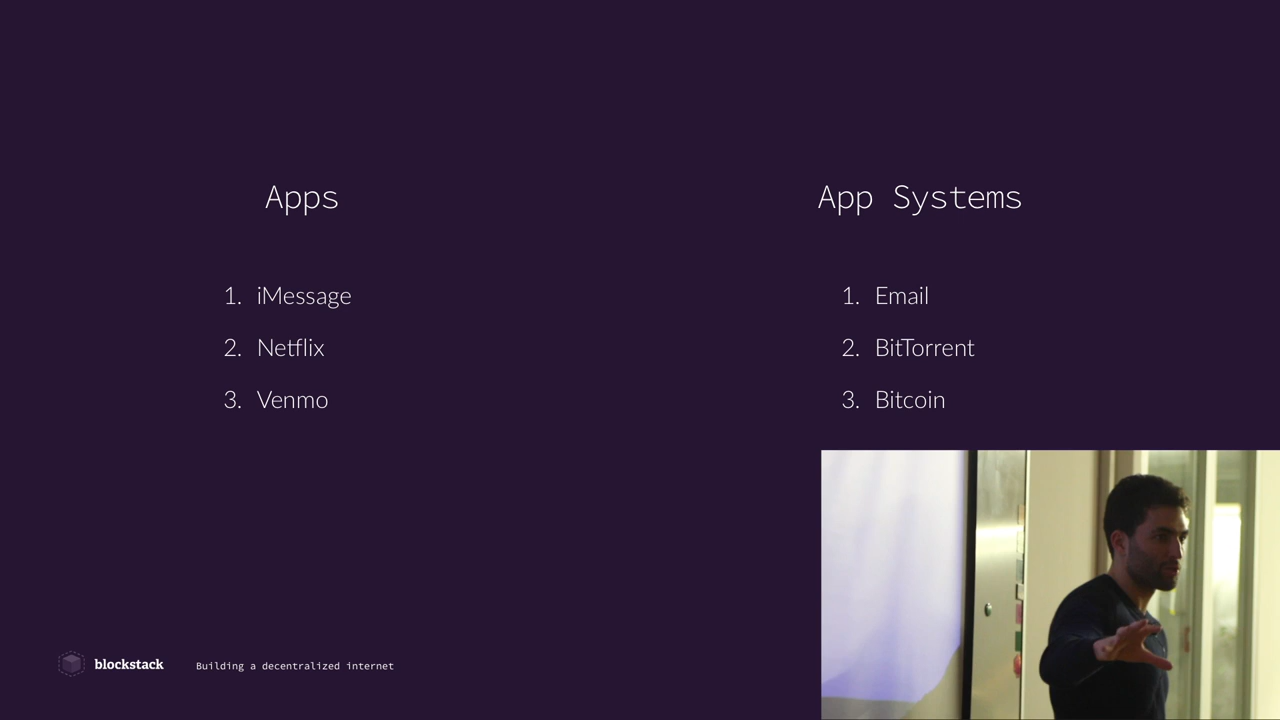 Apps
1. iMessage
2. Netflix
3. Venmo
App Systems
1. Email
2. BitTorrent
3. Bitcoin
blockstack
Building a decentralized internet